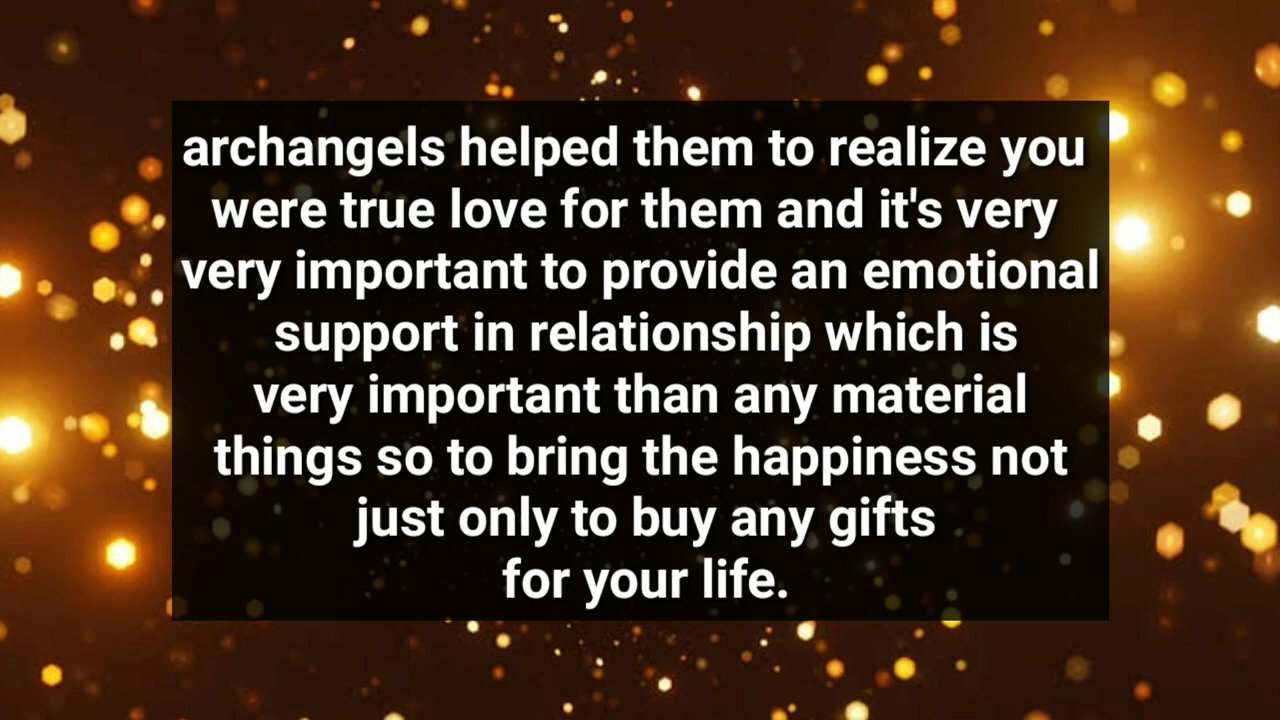 archangels helped them to realize you
were true love for them and it's very
very important to provide an emotional
support in relationship which is
very important than any material
things so to bring the happiness not
just only to buy any gifts
for your life.